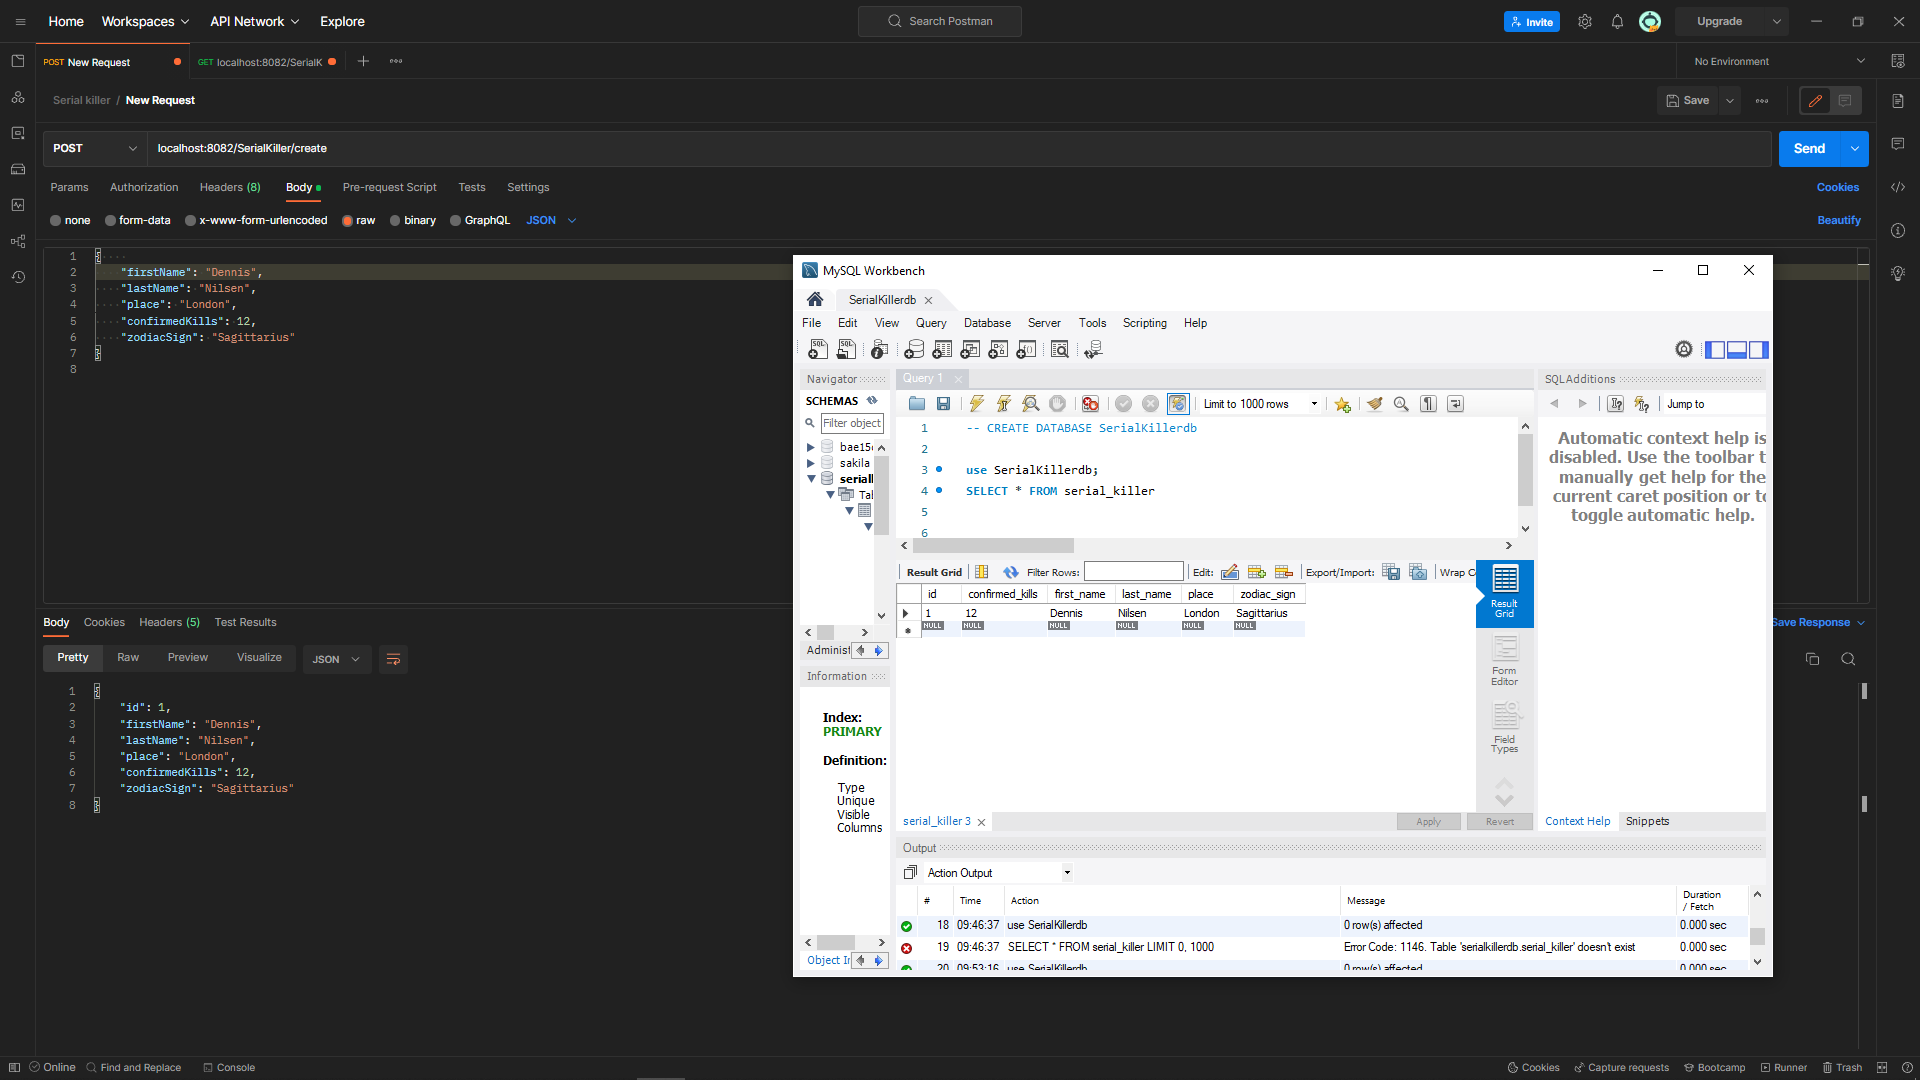 Home Workspaces API Network Explore Search Postman Invite Upgrade
POST New Request GET localhost:8082/SerialK No Environment
Serial killer / New Request Save
POST localhost:8082/SerialKiller/create Send
Params Authorization Headers (8) Body Pre-request Script Tests Settings Cookies
none form-data x-www-form-urlencoded raw binary GraphQL JSON Beautify
1 {
2 "firstName": "Dennis",
3 "lastName": "Nilsen",
4 "place": "London",
5 "confirmedKills": 12,
6 "zodiacSign": "Sagittarius"
7 }
8
Body Cookies Headers (5) Test Results Save Response
Pretty Raw Preview Visualize JSON
1 {
2 "id": 1,
3 "firstName": "Dennis",
4 "lastName": "Nilsen",
5 "place": "London",
6 "confirmedKills": 12,
7 "zodiacSign": "Sagittarius"
8 }
MySQL Workbench
SerialKillerdb
File Edit View Query Database Server Tools Scripting Help
Navigator
SCHEMAS
Filter object
bae15
sakila
serial
Tab
Administ
Information
Index:
PRIMARY
Definition:
Type
Unique
Visible
Columns
Object In
Query 1
Limit to 1000 rows
1 -- CREATE DATABASE SerialKillerdb
2
3 use SerialKillerdb;
4 SELECT * FROM serial_killer
5
6
Result Grid Filter Rows: Edit: Export/Import: Wrap C
id confirmed_kills first_name last_name place zodiac_sign
1 12 Dennis Nilsen London Sagittarius
NULL NULL NULL NULL NULL NULL
Result
Grid
Form
Editor
Field
Types
serial_killer 3 Apply Revert
SQLAdditions
Jump to
Automatic context help is
disabled. Use the toolbar t
manually get help for the
current caret position or to
toggle automatic help.
Context Help Snippets
Output
Action Output
# Time Action Message Duration / Fetch
18 09:46:37 use SerialKillerdb 0 row(s) affected 0.000 sec
19 09:46:37 SELECT * FROM serial_killer LIMIT 0, 1000 Error Code: 1146. Table 'serialkillerdb.serial_killer' doesn't exist 0.000 sec
20 09:53:16 use SerialKillerdb 0 row(s) affected 0.000 sec
Online Find and Replace Console Cookies Capture requests Bootcamp Runner Trash